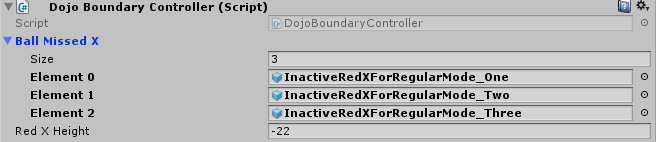 Dojo Boundary Controller (Script)
Script DojoBoundaryController
Ball Missed X
Size 3
Element 0 InactiveRedXForRegularMode_One
Element 1 InactiveRedXForRegularMode_Two
Element 2 InactiveRedXForRegularMode_Three
Red X Height -22